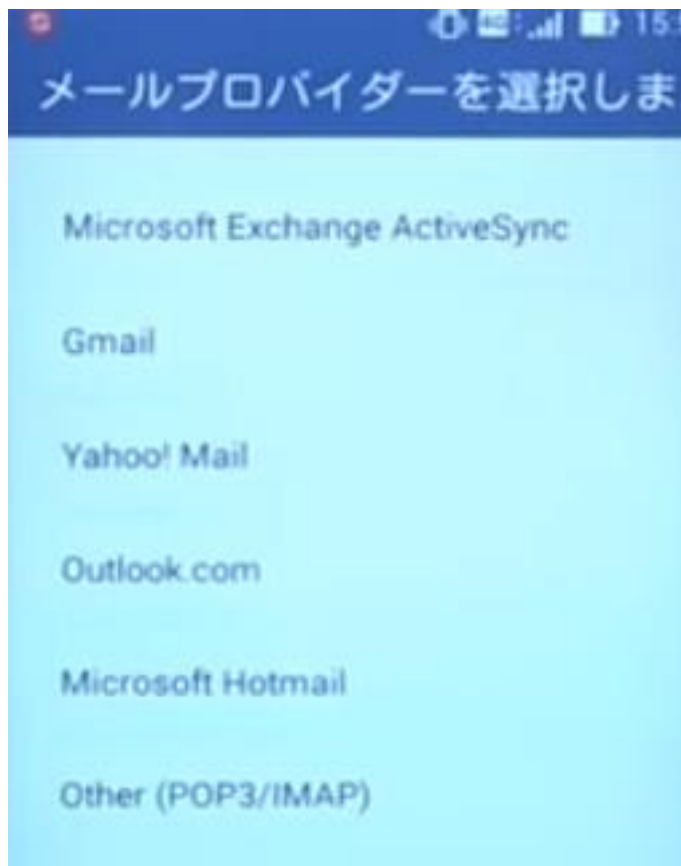 メールプロバイダーを選択しま
Microsoft Exchange ActiveSync
Gmail
Yahoo! Mail
Outlook.com
Microsoft Hotmail
Other (POP3/IMAP)